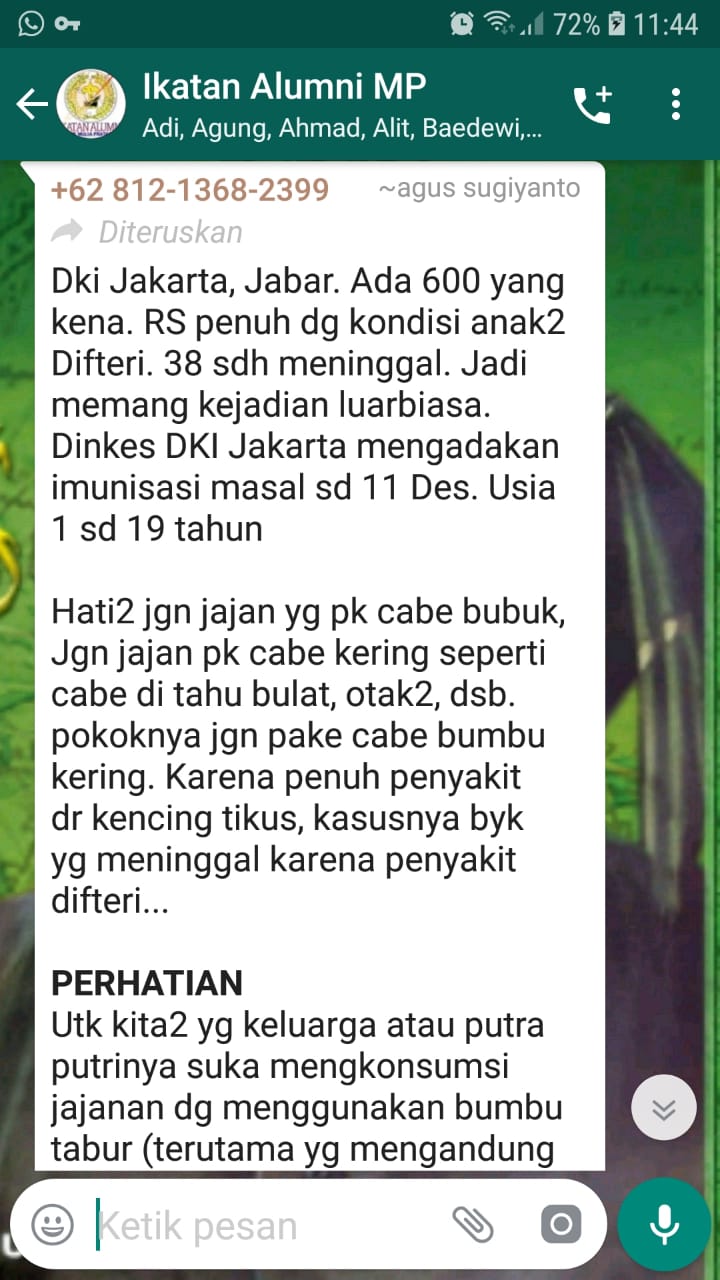 72% 11:44
Ikatan Alumni MP
Adi, Agung, Ahmad, Alit, Baedewi,...
+62 812-1368-2399 ~agus sugiyanto
Diteruskan
Dki Jakarta, Jabar. Ada 600 yang
kena. RS penuh dg kondisi anak2
Difteri. 38 sdh meninggal. Jadi
memang kejadian luarbiasa.
Dinkes DKI Jakarta mengadakan
imunisasi masal sd 11 Des. Usia
1 sd 19 tahun
Hati2 jgn jajan yg pk cabe bubuk,
Jgn jajan pk cabe kering seperti
cabe di tahu bulat, otak2, dsb.
pokoknya jgn pake cabe bumbu
kering. Karena penuh penyakit
dr kencing tikus, kasusnya byk
yg meninggal karena penyakit
difteri...
PERHATIAN
Utk kita2 yg keluarga atau putra
putrinya suka mengkonsumsi
jajanan dg menggunakan bumbu
tabur (terutama yg mengandung
Ketik pesan